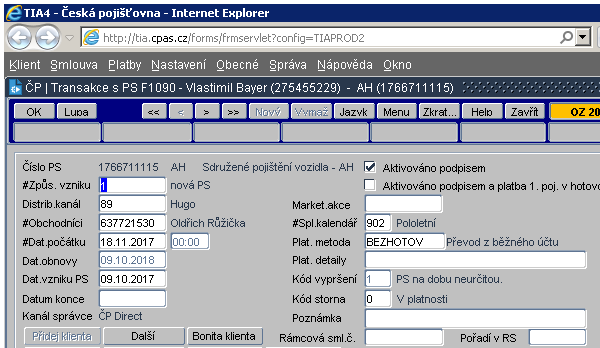 TIA4 - Česká pojišťovna - Internet Explorer
http://tia.cpas.cz/forms/frmservlet?config=TIAPROD2
Klient Smlouva Platby Nastavení Obecné Správa Nápověda Okno
ČP | Transakce s PS F1090 - Vlastimil Bayer (275455229) - AH (1766711115)
OK Lupa << < > >> Nový Vymaž Jazyk Menu Zkrat... Help Zavřít OZ 20
Číslo PS 1766711115 AH Sdružené pojištění vozidla - AH Aktivováno podpisem
#Způs. vzniku 1 nová PS Aktivováno podpisem a platba 1. poj. v hotovo
Distrib.kanál 89 Hugo Market.akce
#Obchodníci 637721530 Oldřich Růžička #Spl.kalendář 902 Pololetní
#Dat.počátku 18.11.2017 00:00 Plat. metoda BEZHOTOV Převod z běžného účtu
Dat.obnovy 09.10.2018 Plat. detaily
Dat.vzniku PS 09.10.2017 Kód vypršení 1 PS na dobu neurčitou.
Datum konce Kód storna 0 V platnosti
Kanál správce ČP Direct Poznámka
Přidej klienta Další Bonita klienta Rámcová sml.č. Pořadí v RS